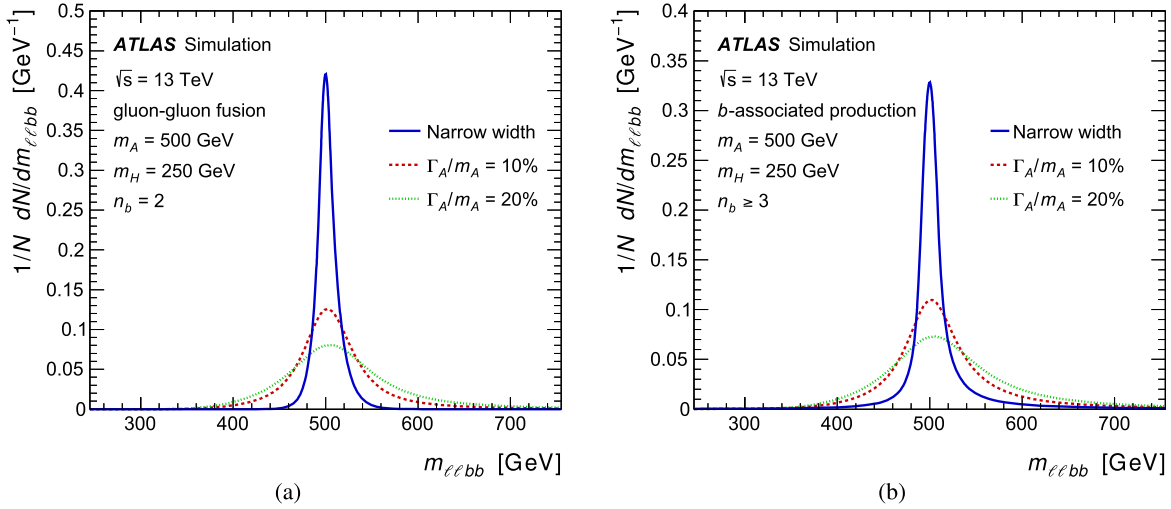 1/N dN/dm_ℓℓbb [GeV⁻¹]
0.5
0.45
0.4
0.35
0.3
0.25
0.2
0.15
0.1
0.05
0
ATLAS Simulation
√s = 13 TeV
gluon-gluon fusion
m_A = 500 GeV
m_H = 250 GeV
n_b = 2
Narrow width
Γ_A/m_A = 10%
Γ_A/m_A = 20%
300 400 500 600 700
m_ℓℓbb [GeV]
(a)
1/N dN/dm_ℓℓbb [GeV⁻¹]
0.4
0.35
0.3
0.25
0.2
0.15
0.1
0.05
0
ATLAS Simulation
√s = 13 TeV
b-associated production
m_A = 500 GeV
m_H = 250 GeV
n_b ≥ 3
Narrow width
Γ_A/m_A = 10%
Γ_A/m_A = 20%
300 400 500 600 700
m_ℓℓbb [GeV]
(b)